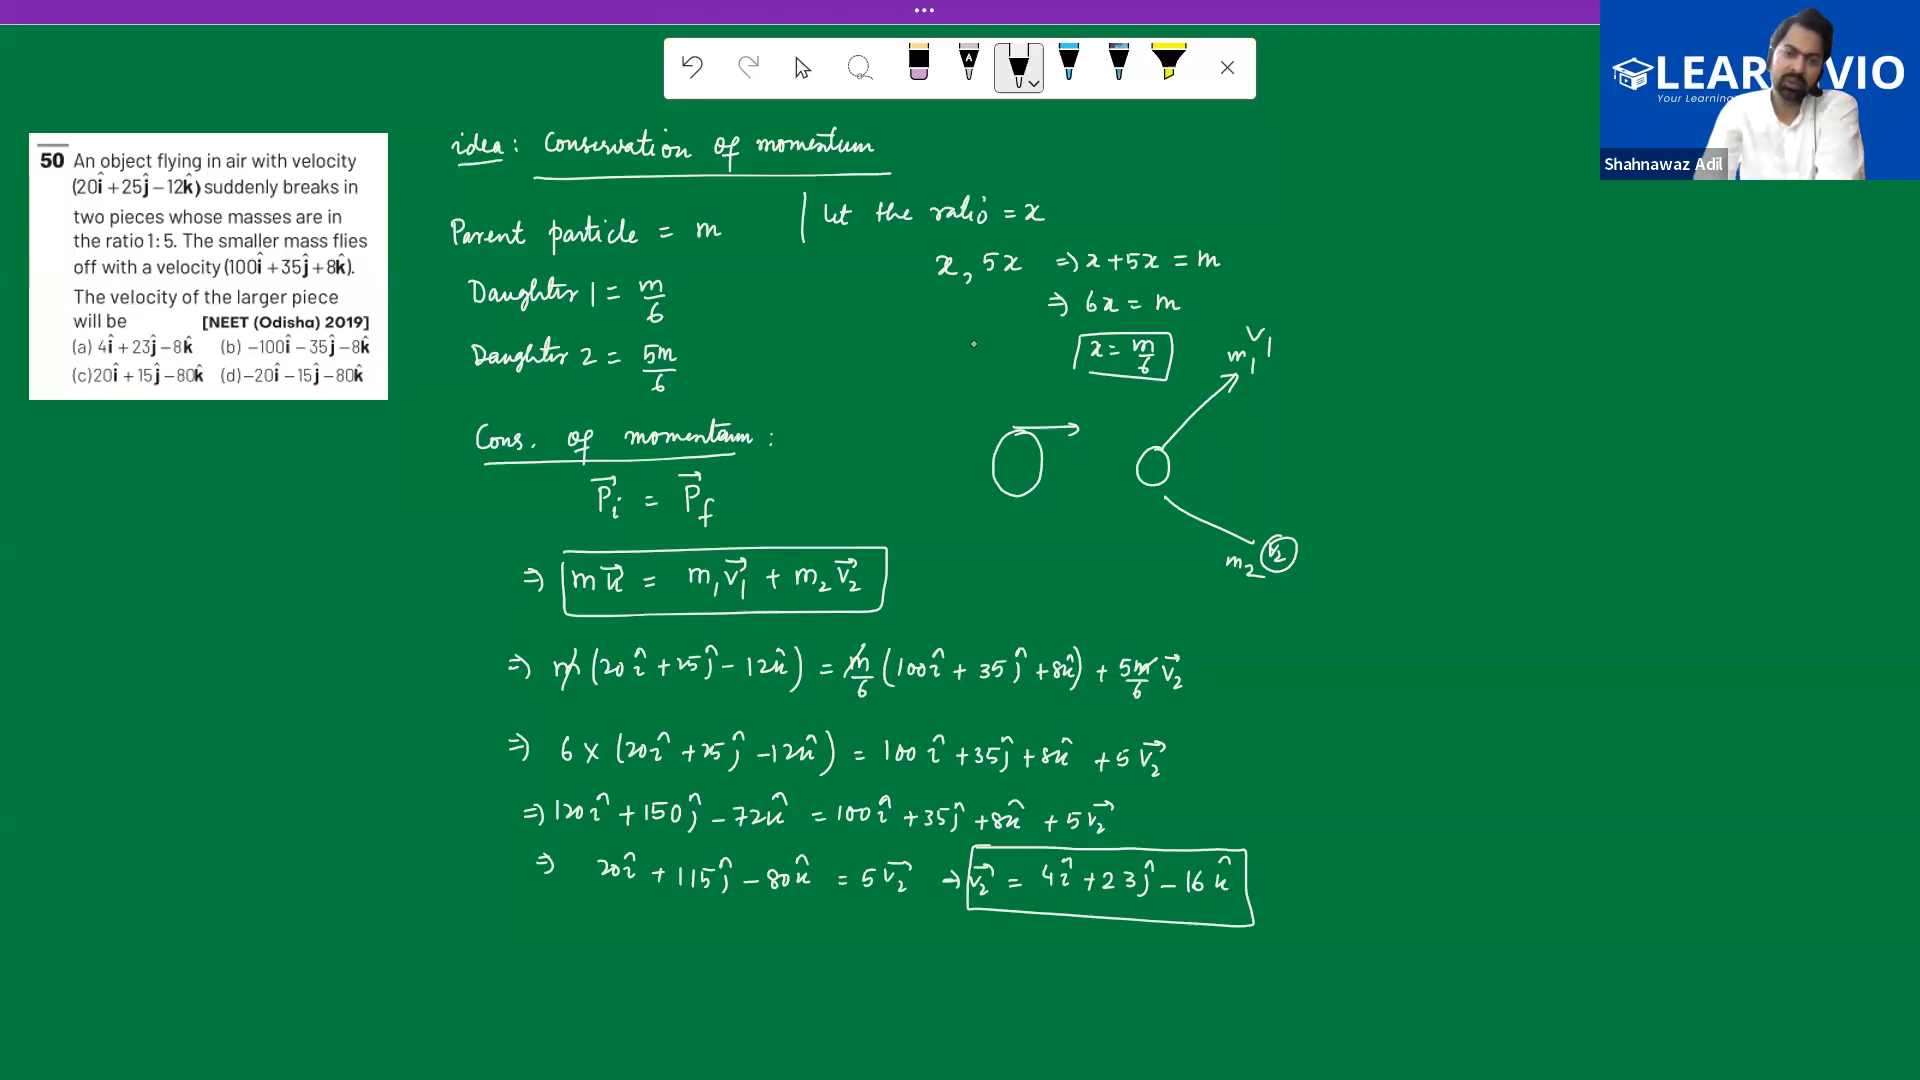 •••
LEAR VIO
Your Learning
Shahnawaz Adil
50 An object flying in air with velocity
(20î + 25ĵ – 12k̂) suddenly breaks in
two pieces whose masses are in
the ratio 1 : 5. The smaller mass flies
off with a velocity (100î + 35ĵ + 8k̂).
The velocity of the larger piece
will be [NEET (Odisha) 2019]
(a) 4î + 23ĵ – 8k̂ (b) –100î – 35ĵ – 8k̂
(c) 20î + 15ĵ – 80k̂ (d) –20î – 15ĵ – 80k̂
idea : Conservation of momentum
Parent particle = m
Let the ratio = x
x, 5x ⇒ x + 5x = m
⇒ 6x = m
x = m/6
Daughter 1 = m/6
Daughter 2 = 5m/6
m₁ v₁
m₂ v₂
Cons. of momentum :
P⃗i = P⃗f
⇒ m u⃗ = m₁v⃗₁ + m₂v⃗₂
⇒ m (20î + 25ĵ – 12k̂) = m/6 (100î + 35ĵ + 8k̂) + 5m/6 v⃗₂
⇒ 6 × (20î + 25ĵ – 12k̂) = 100î + 35ĵ + 8k̂ + 5v⃗₂
⇒ 120î + 150ĵ – 72k̂ = 100î + 35ĵ + 8k̂ + 5v⃗₂
⇒ 20î + 115ĵ – 80k̂ = 5v⃗₂ → v⃗₂ = 4î + 23ĵ – 16k̂